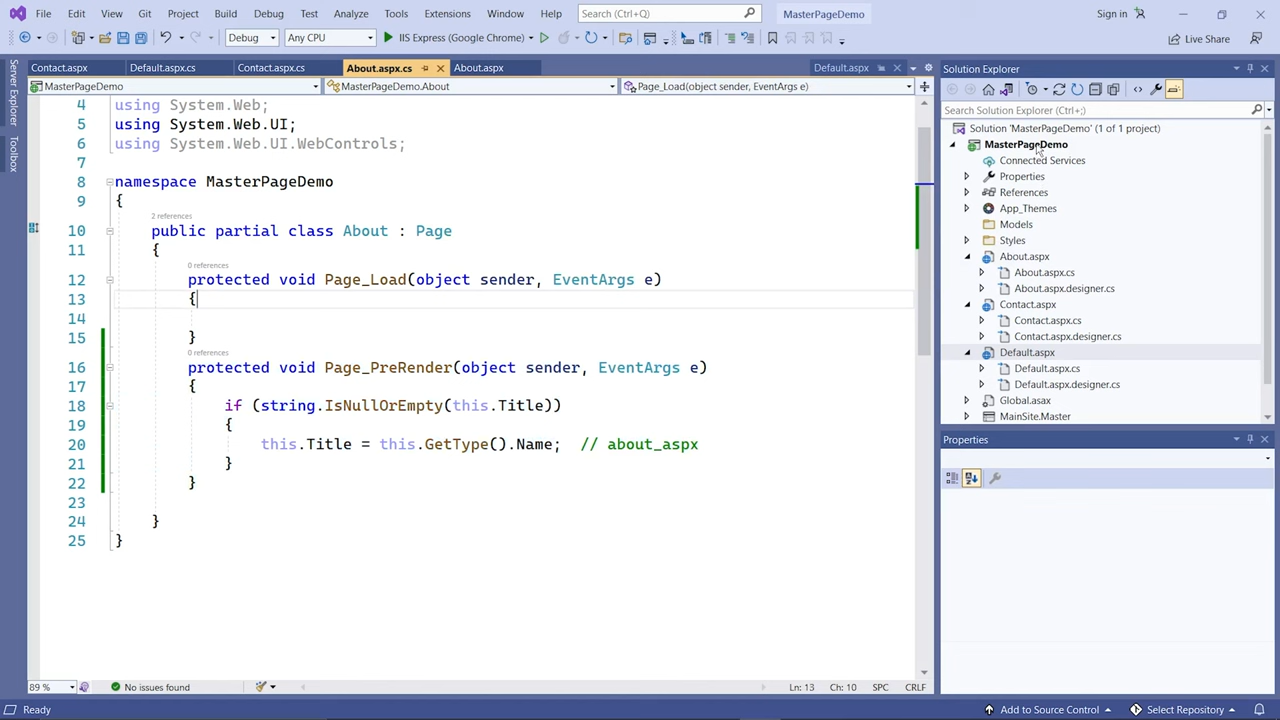 File Edit View Git Project Build Debug Test Analyze Tools Extensions Window Help Search (Ctrl+Q) MasterPageDemo Sign in
Debug Any CPU IIS Express (Google Chrome) Live Share
Contact.aspx Default.aspx.cs Contact.aspx.cs About.aspx.cs About.aspx Default.aspx
MasterPageDemo MasterPageDemo.About Page_Load(object sender, EventArgs e)
Server Explorer
Toolbox
4 using System.Web;
5 using System.Web.UI;
6 using System.Web.UI.WebControls;
7
8 namespace MasterPageDemo
9 {
2 references
10 public partial class About : Page
11 {
0 references
12 protected void Page_Load(object sender, EventArgs e)
13 {
14
15 }
0 references
16 protected void Page_PreRender(object sender, EventArgs e)
17 {
18 if (string.IsNullOrEmpty(this.Title))
19 {
20 this.Title = this.GetType().Name; // about_aspx
21 }
22 }
23
24 }
25 }
89 % No issues found Ln: 13 Ch: 10 SPC CRLF
Solution Explorer
Search Solution Explorer (Ctrl+;)
Solution 'MasterPageDemo' (1 of 1 project)
MasterPageDemo
Connected Services
Properties
References
App_Themes
Models
Styles
About.aspx
About.aspx.cs
About.aspx.designer.cs
Contact.aspx
Contact.aspx.cs
Contact.aspx.designer.cs
Default.aspx
Default.aspx.cs
Default.aspx.designer.cs
Global.asax
MainSite.Master
Properties
Ready Add to Source Control Select Repository